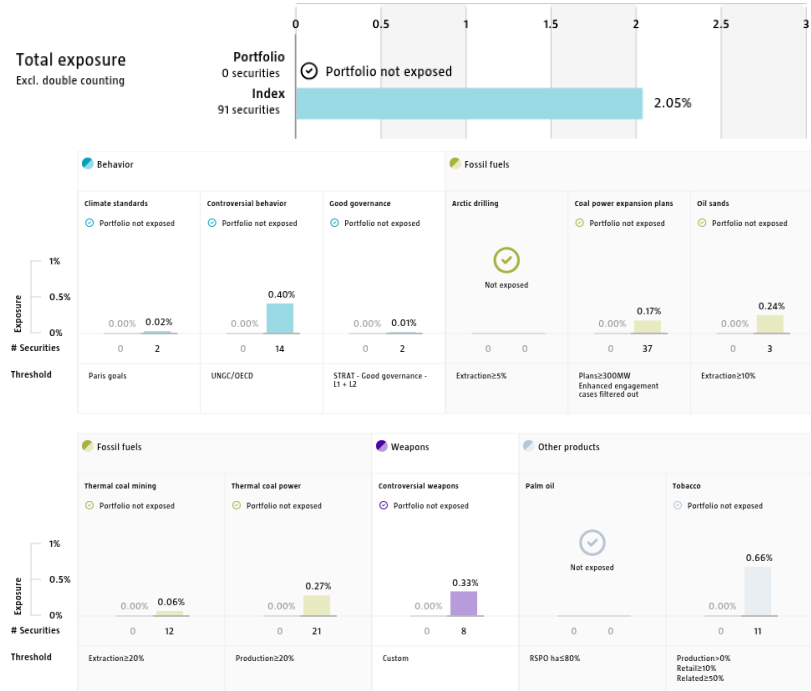 0 0.5 1 1.5 2 2.5 3
Total exposure
Excl. double counting
Portfolio
0 securities
Portfolio not exposed
Index
91 securities
2.05%
Behavior Fossil fuels
Climate standards Controversial behavior Good governance Arctic drilling Coal power expansion plans Oil sands
Portfolio not exposed Portfolio not exposed Portfolio not exposed Portfolio not exposed Portfolio not exposed
Not exposed
Exposure
1%
0.5%
0%
0.00% 0.02% 0.00% 0.40% 0.00% 0.01% 0.00% 0.17% 0.00% 0.24%
# Securities 0 2 0 14 0 2 0 0 0 37 0 3
Threshold Paris goals UNGC/OECD STRAT - Good governance - Extraction≥5% Plans≥300MW Extraction≥10%
L1 + L2 Enhanced engagement
cases filtered out
Fossil fuels Weapons Other products
Thermal coal mining Thermal coal power Controversial weapons Palm oil Tobacco
Portfolio not exposed Portfolio not exposed Portfolio not exposed Portfolio not exposed
Not exposed
Exposure
1%
0.5%
0%
0.00% 0.06% 0.00% 0.27% 0.00% 0.33% 0.00% 0.66%
# Securities 0 12 0 21 0 8 0 0 0 11
Threshold Extraction≥20% Production≥20% Custom RSPO ha≤80% Production>0%
Retail≥10%
Related≥50%